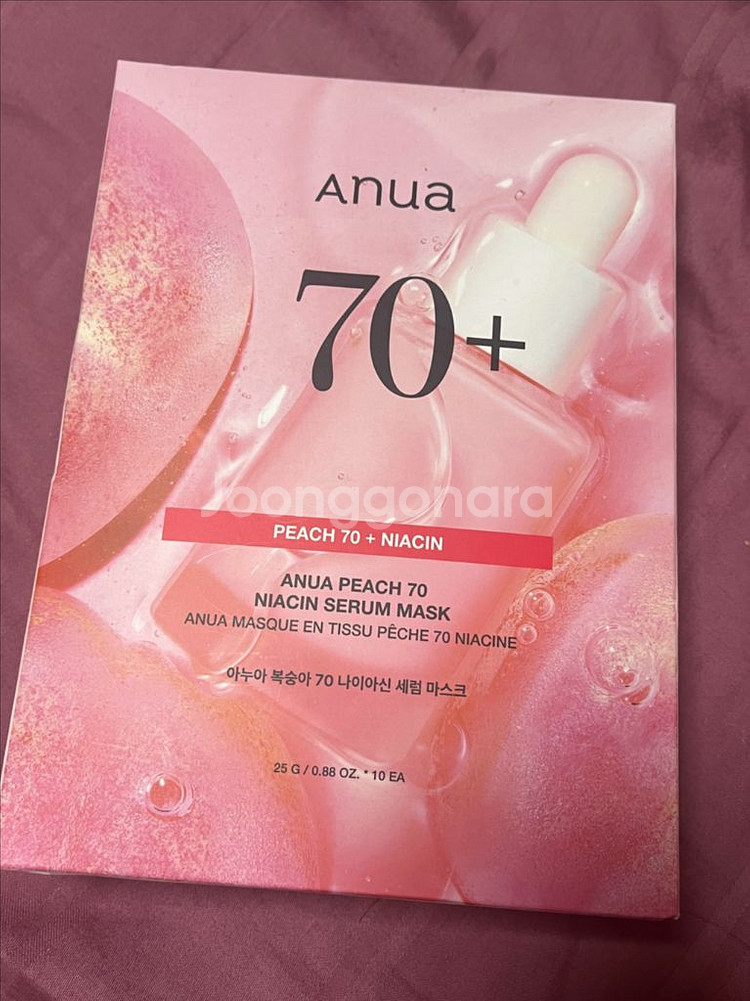 Anua
70+
Joonggonara
PEACH 70 + NIACIN
ANUA PEACH 70
NIACIN SERUM MASK
ANUA MASQUE EN TISSU PÊCHE 70 NIACINE
아누아 복숭아 70 나이아신 세럼 마스크
25 G / 0.88 OZ. * 10 EA